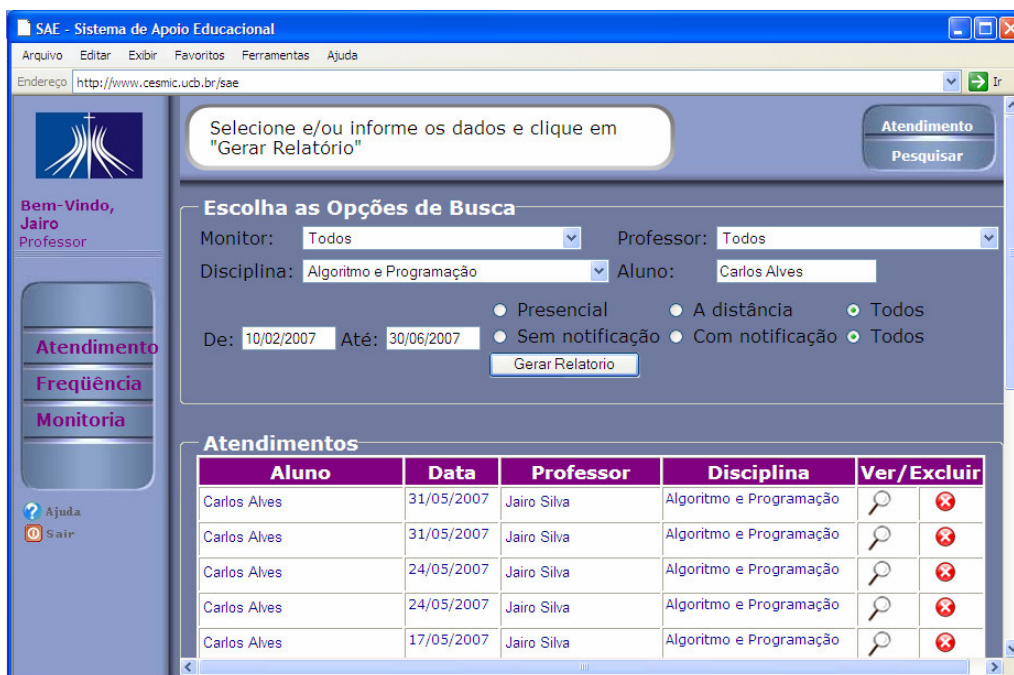 SAE - Sistema de Apoio Educacional
Arquivo Editar Exibir Favoritos Ferramentas Ajuda
Endereço http://www.cesmic.ucb.br/sae Ir
Selecione e/ou informe os dados e clique em
"Gerar Relatório"
Atendimento
Pesquisar
Bem-Vindo,
Jairo
Professor
Atendimento
Freqüência
Monitoria
Ajuda
Sair
Escolha as Opções de Busca
Monitor: Todos Professor: Todos
Disciplina: Algoritmo e Programação Aluno: Carlos Alves
Presencial A distância Todos
De: 10/02/2007 Até: 30/06/2007 Sem notificação Com notificação Todos
Gerar Relatorio
Atendimentos
Aluno Data Professor Disciplina Ver/Excluir
Carlos Alves 31/05/2007 Jairo Silva Algoritmo e Programação
Carlos Alves 31/05/2007 Jairo Silva Algoritmo e Programação
Carlos Alves 24/05/2007 Jairo Silva Algoritmo e Programação
Carlos Alves 24/05/2007 Jairo Silva Algoritmo e Programação
Carlos Alves 17/05/2007 Jairo Silva Algoritmo e Programação